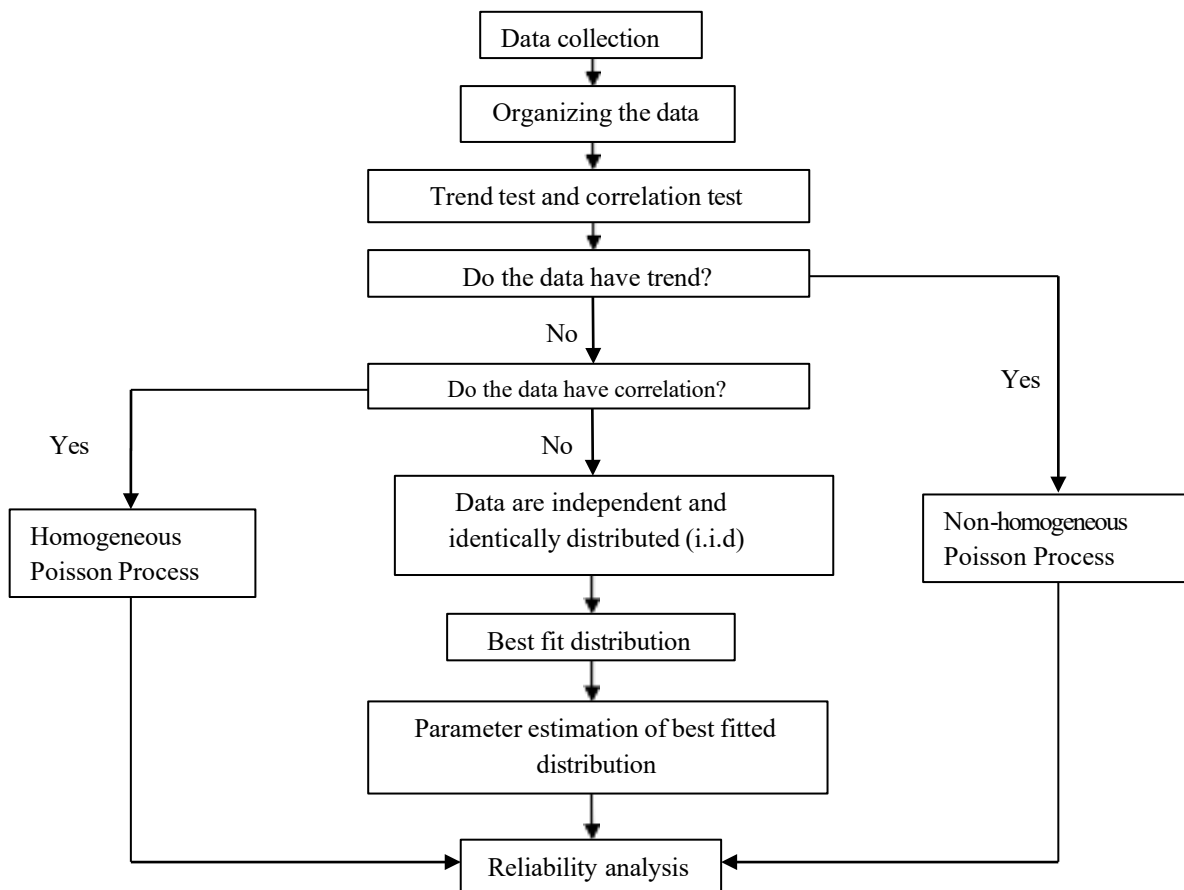 Data collection
Organizing the data
Trend test and correlation test
Do the data have trend?
No
Yes
Do the data have correlation?
Yes
No
Homogeneous
Poisson Process
Data are independent and
identically distributed (i.i.d)
Non-homogeneous
Poisson Process
Best fit distribution
Parameter estimation of best fitted
distribution
Reliability analysis